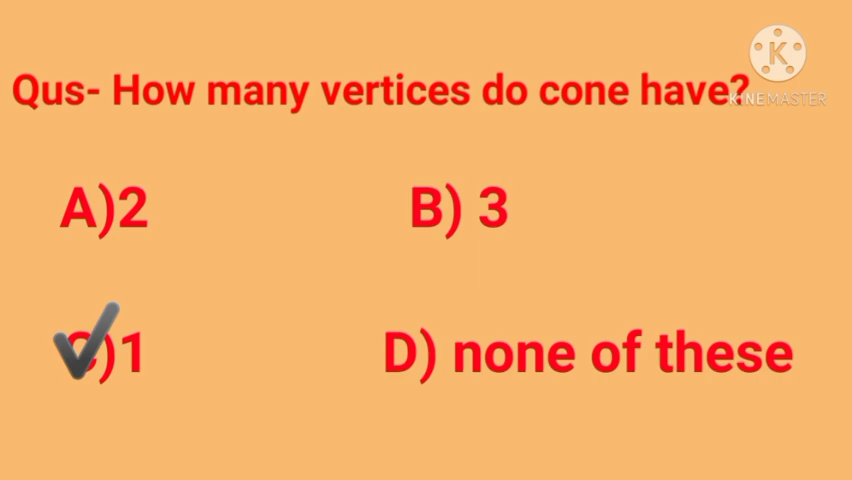 Qus- How many vertices do cone have?
KINEMASTER
A)2
B) 3
C)1
D) none of these